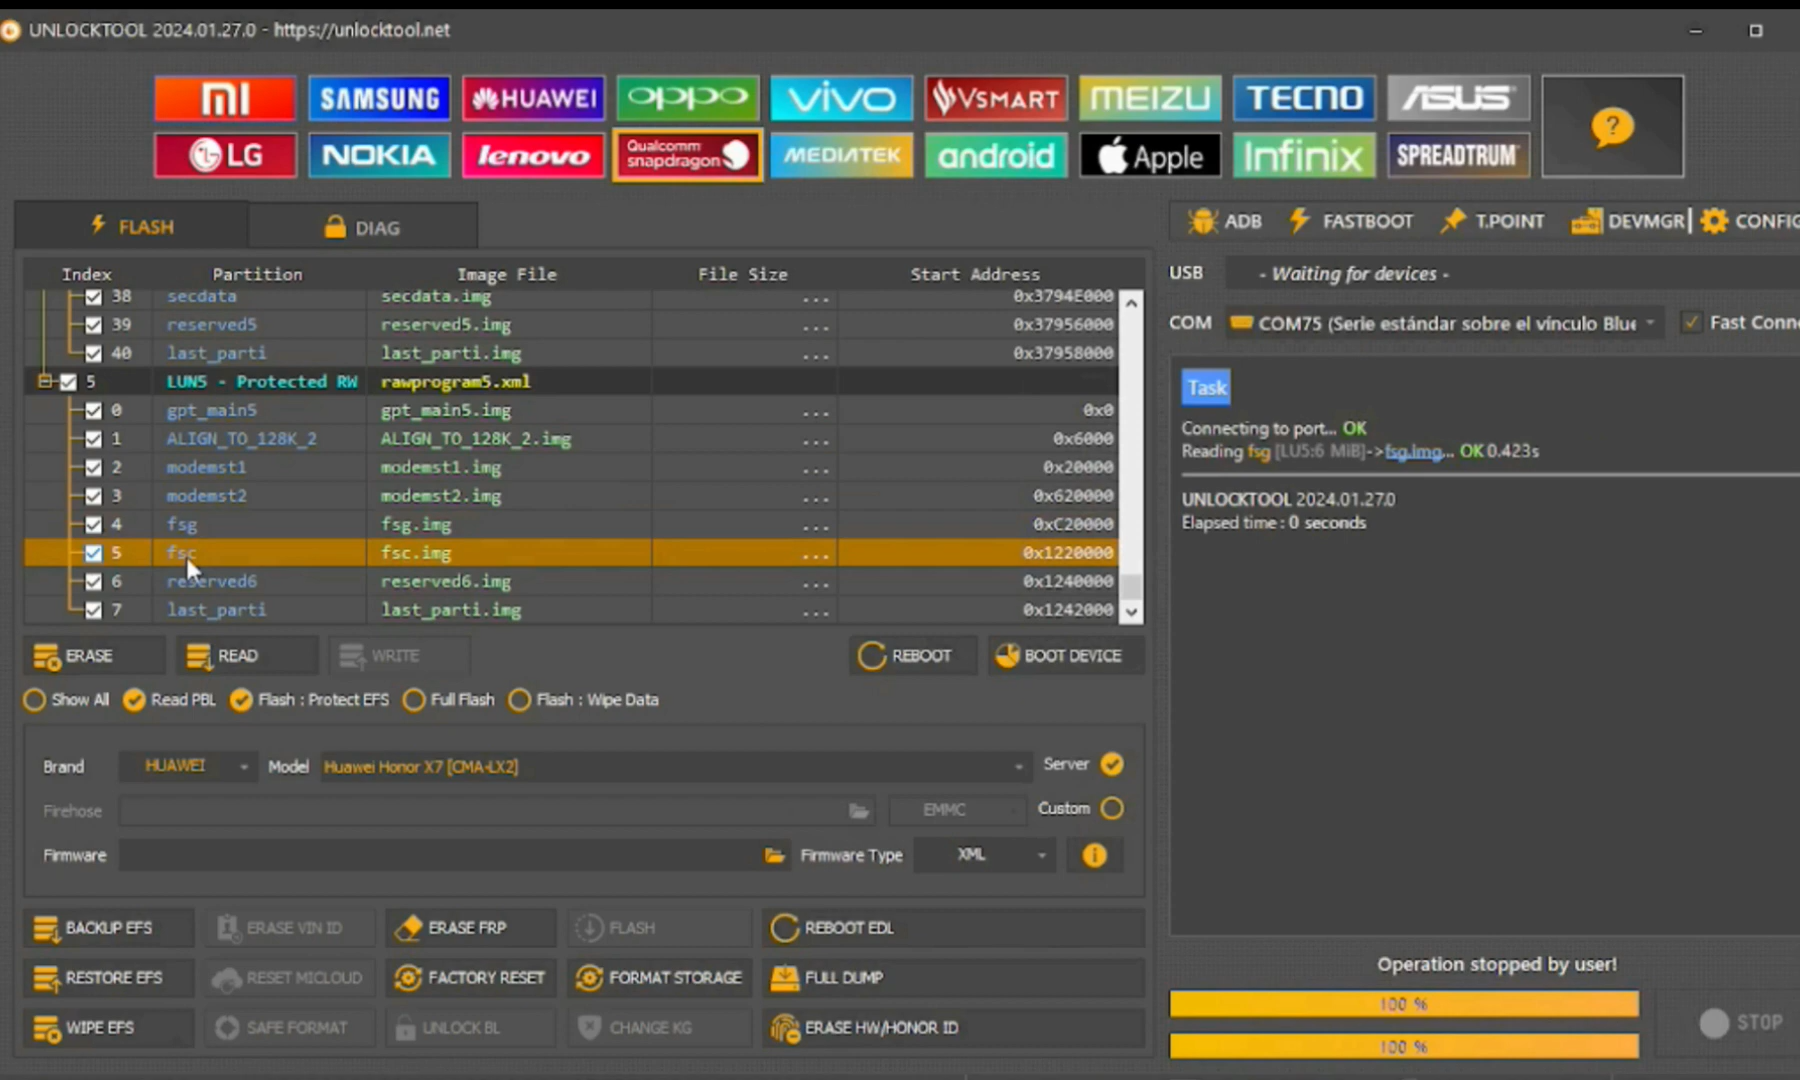 UNLOCKTOOL 2024.01.27.0 - https://unlocktool.net
MI SAMSUNG HUAWEI oppo vivo VSMART MEIZU TECNO ASUS ?
LG NOKIA lenovo Qualcomm snapdragon MEDIATEK android Apple Infinix SPREADTRUM
FLASH DIAG
ADB FASTBOOT T.POINT DEVMGR CONFIG
Index Partition Image File File Size Start Address
38 secdata secdata.img ... 0x3794E000
39 reserved5 reserved5.img ... 0x37956000
40 last_parti last_parti.img ... 0x37958000
5 LUN5 - Protected RW rawprogram5.xml
0 gpt_main5 gpt_main5.img ... 0x0
1 ALIGN_TO_128K_2 ALIGN_TO_128K_2.img ... 0x6000
2 modemst1 modemst1.img ... 0x20000
3 modemst2 modemst2.img ... 0x620000
4 fsg fsg.img ... 0xC20000
5 fsc fsc.img ... 0x1220000
6 reserved6 reserved6.img ... 0x1240000
7 last_parti last_parti.img ... 0x1242000
ERASE READ WRITE REBOOT BOOT DEVICE
Show All Read PBL Flash : Protect EFS Full Flash Flash : Wipe Data
Brand HUAWEI Model Huawei Honor X7 [CMA-LX2] Server
Firehose EMMC Custom
Firmware Firmware Type XML
BACKUP EFS ERASE VIN ID ERASE FRP FLASH REBOOT EDL
RESTORE EFS RESET MICLOUD FACTORY RESET FORMAT STORAGE FULL DUMP
WIPE EFS SAFE FORMAT UNLOCK BL CHANGE KG ERASE HW/HONOR ID
USB - Waiting for devices -
COM COM75 (Serie estándar sobre el vínculo Blue Fast Conn
Task
Connecting to port... OK
Reading fsg [LU5:6 MiB]->fsg.img... OK 0.423s
UNLOCKTOOL 2024.01.27.0
Elapsed time : 0 seconds
Operation stopped by user!
100 %
100 %
STOP